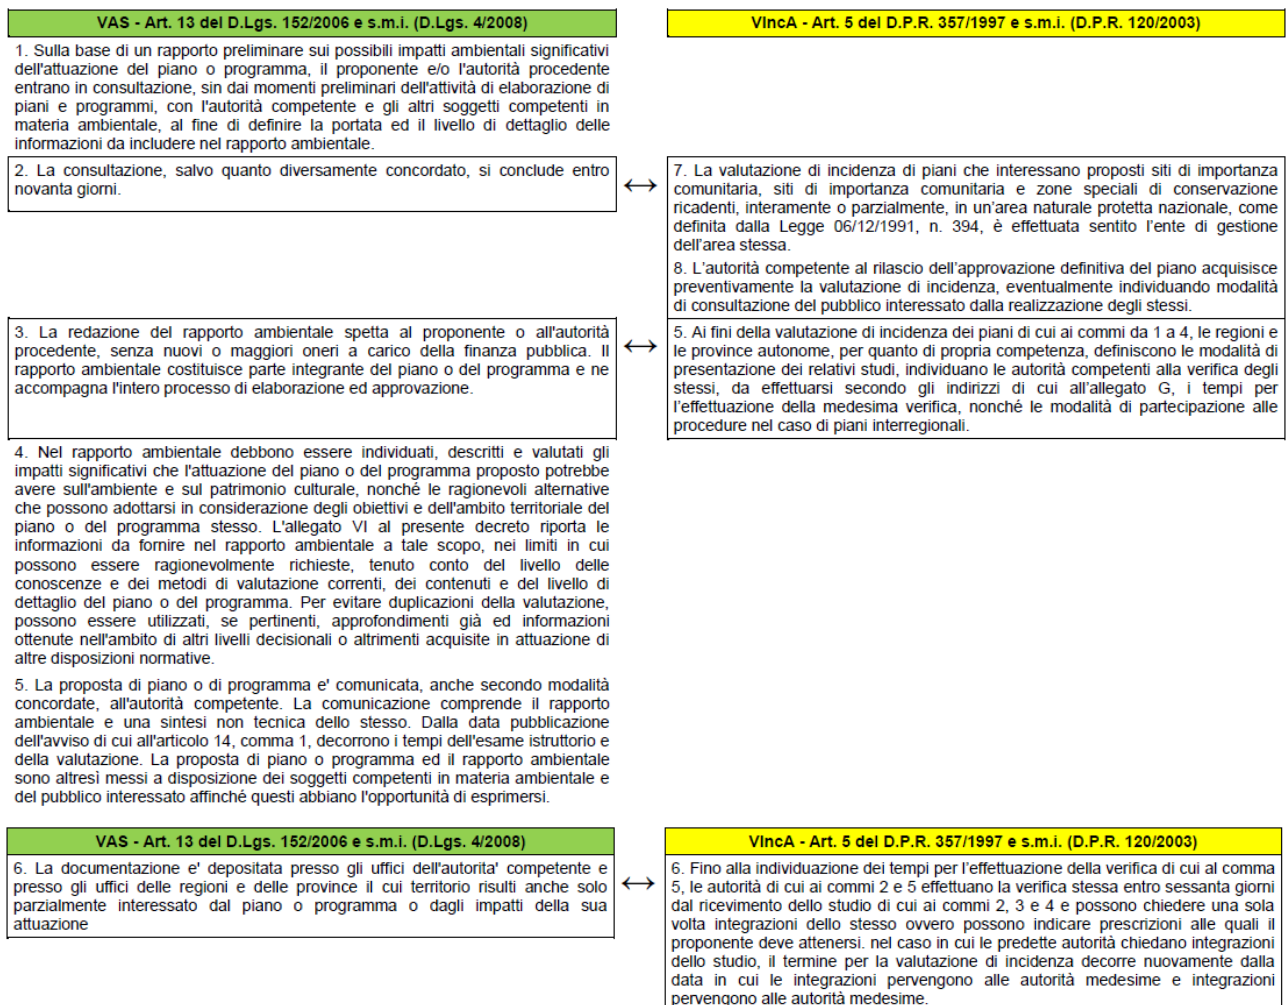 VAS - Art. 13 del D.Lgs. 152/2006 e s.m.i. (D.Lgs. 4/2008)
1. Sulla base di un rapporto preliminare sui possibili impatti ambientali significativi
dell'attuazione del piano o programma, il proponente e/o l'autorità procedente
entrano in consultazione, sin dai momenti preliminari dell'attività di elaborazione di
piani e programmi, con l'autorità competente e gli altri soggetti competenti in
materia ambientale, al fine di definire la portata ed il livello di dettaglio delle
informazioni da includere nel rapporto ambientale.
2. La consultazione, salvo quanto diversamente concordato, si conclude entro
novanta giorni.
3. La redazione del rapporto ambientale spetta al proponente o all'autorità
procedente, senza nuovi o maggiori oneri a carico della finanza pubblica. Il
rapporto ambientale costituisce parte integrante del piano o del programma e ne
accompagna l'intero processo di elaborazione ed approvazione.
4. Nel rapporto ambientale debbono essere individuati, descritti e valutati gli
impatti significativi che l'attuazione del piano o del programma proposto potrebbe
avere sull'ambiente e sul patrimonio culturale, nonché le ragionevoli alternative
che possono adottarsi in considerazione degli obiettivi e dell'ambito territoriale del
piano o del programma stesso. L'allegato VI al presente decreto riporta le
informazioni da fornire nel rapporto ambientale a tale scopo, nei limiti in cui
possono essere ragionevolmente richieste, tenuto conto del livello delle
conoscenze e dei metodi di valutazione correnti, dei contenuti e del livello di
dettaglio del piano o del programma. Per evitare duplicazioni della valutazione,
possono essere utilizzati, se pertinenti, approfondimenti già ed informazioni
ottenute nell'ambito di altri livelli decisionali o altrimenti acquisite in attuazione di
altre disposizioni normative.
5. La proposta di piano o di programma e' comunicata, anche secondo modalità
concordate, all'autorità competente. La comunicazione comprende il rapporto
ambientale e una sintesi non tecnica dello stesso. Dalla data pubblicazione
dell'avviso di cui all'articolo 14, comma 1, decorrono i tempi dell'esame istruttorio e
della valutazione. La proposta di piano o programma ed il rapporto ambientale
sono altresì messi a disposizione dei soggetti competenti in materia ambientale e
del pubblico interessato affinché questi abbiano l'opportunità di esprimersi.
VIncA - Art. 5 del D.P.R. 357/1997 e s.m.i. (D.P.R. 120/2003)
↔
7. La valutazione di incidenza di piani che interessano proposti siti di importanza
comunitaria, siti di importanza comunitaria e zone speciali di conservazione
ricadenti, interamente o parzialmente, in un'area naturale protetta nazionale, come
definita dalla Legge 06/12/1991, n. 394, è effettuata sentito l'ente di gestione
dell'area stessa.
8. L'autorità competente al rilascio dell'approvazione definitiva del piano acquisisce
preventivamente la valutazione di incidenza, eventualmente individuando modalità
di consultazione del pubblico interessato dalla realizzazione degli stessi.
↔
5. Ai fini della valutazione di incidenza dei piani di cui ai commi da 1 a 4, le regioni e
le province autonome, per quanto di propria competenza, definiscono le modalità di
presentazione dei relativi studi, individuano le autorità competenti alla verifica degli
stessi, da effettuarsi secondo gli indirizzi di cui all'allegato G, i tempi per
l'effettuazione della medesima verifica, nonché le modalità di partecipazione alle
procedure nel caso di piani interregionali.
VAS - Art. 13 del D.Lgs. 152/2006 e s.m.i. (D.Lgs. 4/2008)
6. La documentazione e' depositata presso gli uffici dell'autorita' competente e
presso gli uffici delle regioni e delle province il cui territorio risulti anche solo
parzialmente interessato dal piano o programma o dagli impatti della sua
attuazione
VIncA - Art. 5 del D.P.R. 357/1997 e s.m.i. (D.P.R. 120/2003)
↔
6. Fino alla individuazione dei tempi per l'effettuazione della verifica di cui al comma
5, le autorità di cui ai commi 2 e 5 effettuano la verifica stessa entro sessanta giorni
dal ricevimento dello studio di cui ai commi 2, 3 e 4 e possono chiedere una sola
volta integrazioni dello stesso ovvero possono indicare prescrizioni alle quali il
proponente deve attenersi. nel caso in cui le predette autorità chiedano integrazioni
dello studio, il termine per la valutazione di incidenza decorre nuovamente dalla
data in cui le integrazioni pervengono alle autorità medesime e integrazioni
pervengono alle autorità medesime.